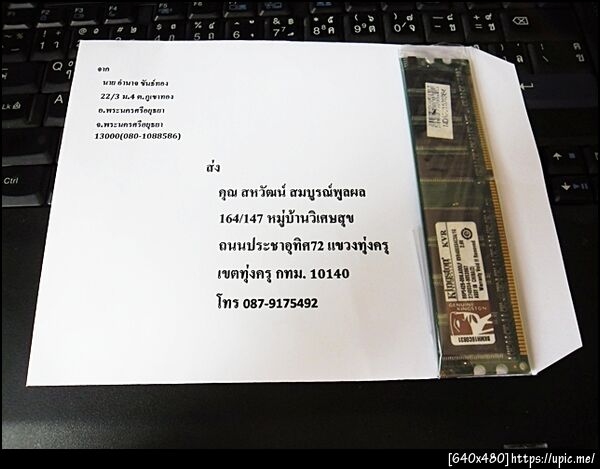 จาก
นาย อำนาจ ขันธ์ทอง
22/3 ม.4 ต.ภูเขาทอง
อ.พระนครศรีอยุธยา
จ.พระนครศรีอยุธยา
13000(080-1088586)
ส่ง
คุณ สหวัฒน์ สมบูรณ์พูลผล
164/147 หมู่บ้านวิเศษสุข
ถนนประชาอุทิศ72 แขวงทุ่งครุ
เขตทุ่งครุ กทม. 10140
โทร 087-9175492
Kingston KVR
GENUINE
KINGSTON
Ctrl
[640x480]https://upic.me/